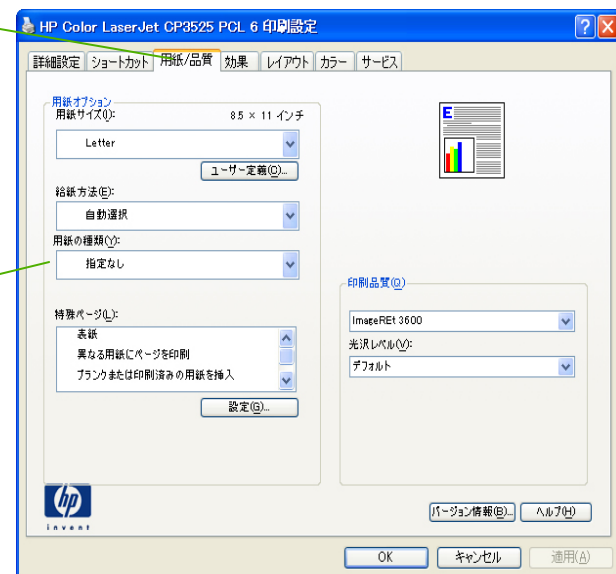 HP Color LaserJet CP3525 PCL 6 印刷設定
詳細設定 ショートカット 用紙/品質 効果 レイアウト カラー サービス
用紙オプション
用紙サイズ(I): 8.5 × 11 インチ
Letter
ユーザー定義(C)...
給紙方法(E):
自動選択
用紙の種類(Y):
指定なし
特殊ページ(L):
表紙
異なる用紙にページを印刷
ブランクまたは印刷済みの用紙を挿入
設定(G)...
E
印刷品質(Q)
ImageREt 3600
光沢レベル(V):
デフォルト
hp
invent
バージョン情報(B)... ヘルプ(H)
OK キャンセル 適用(A)